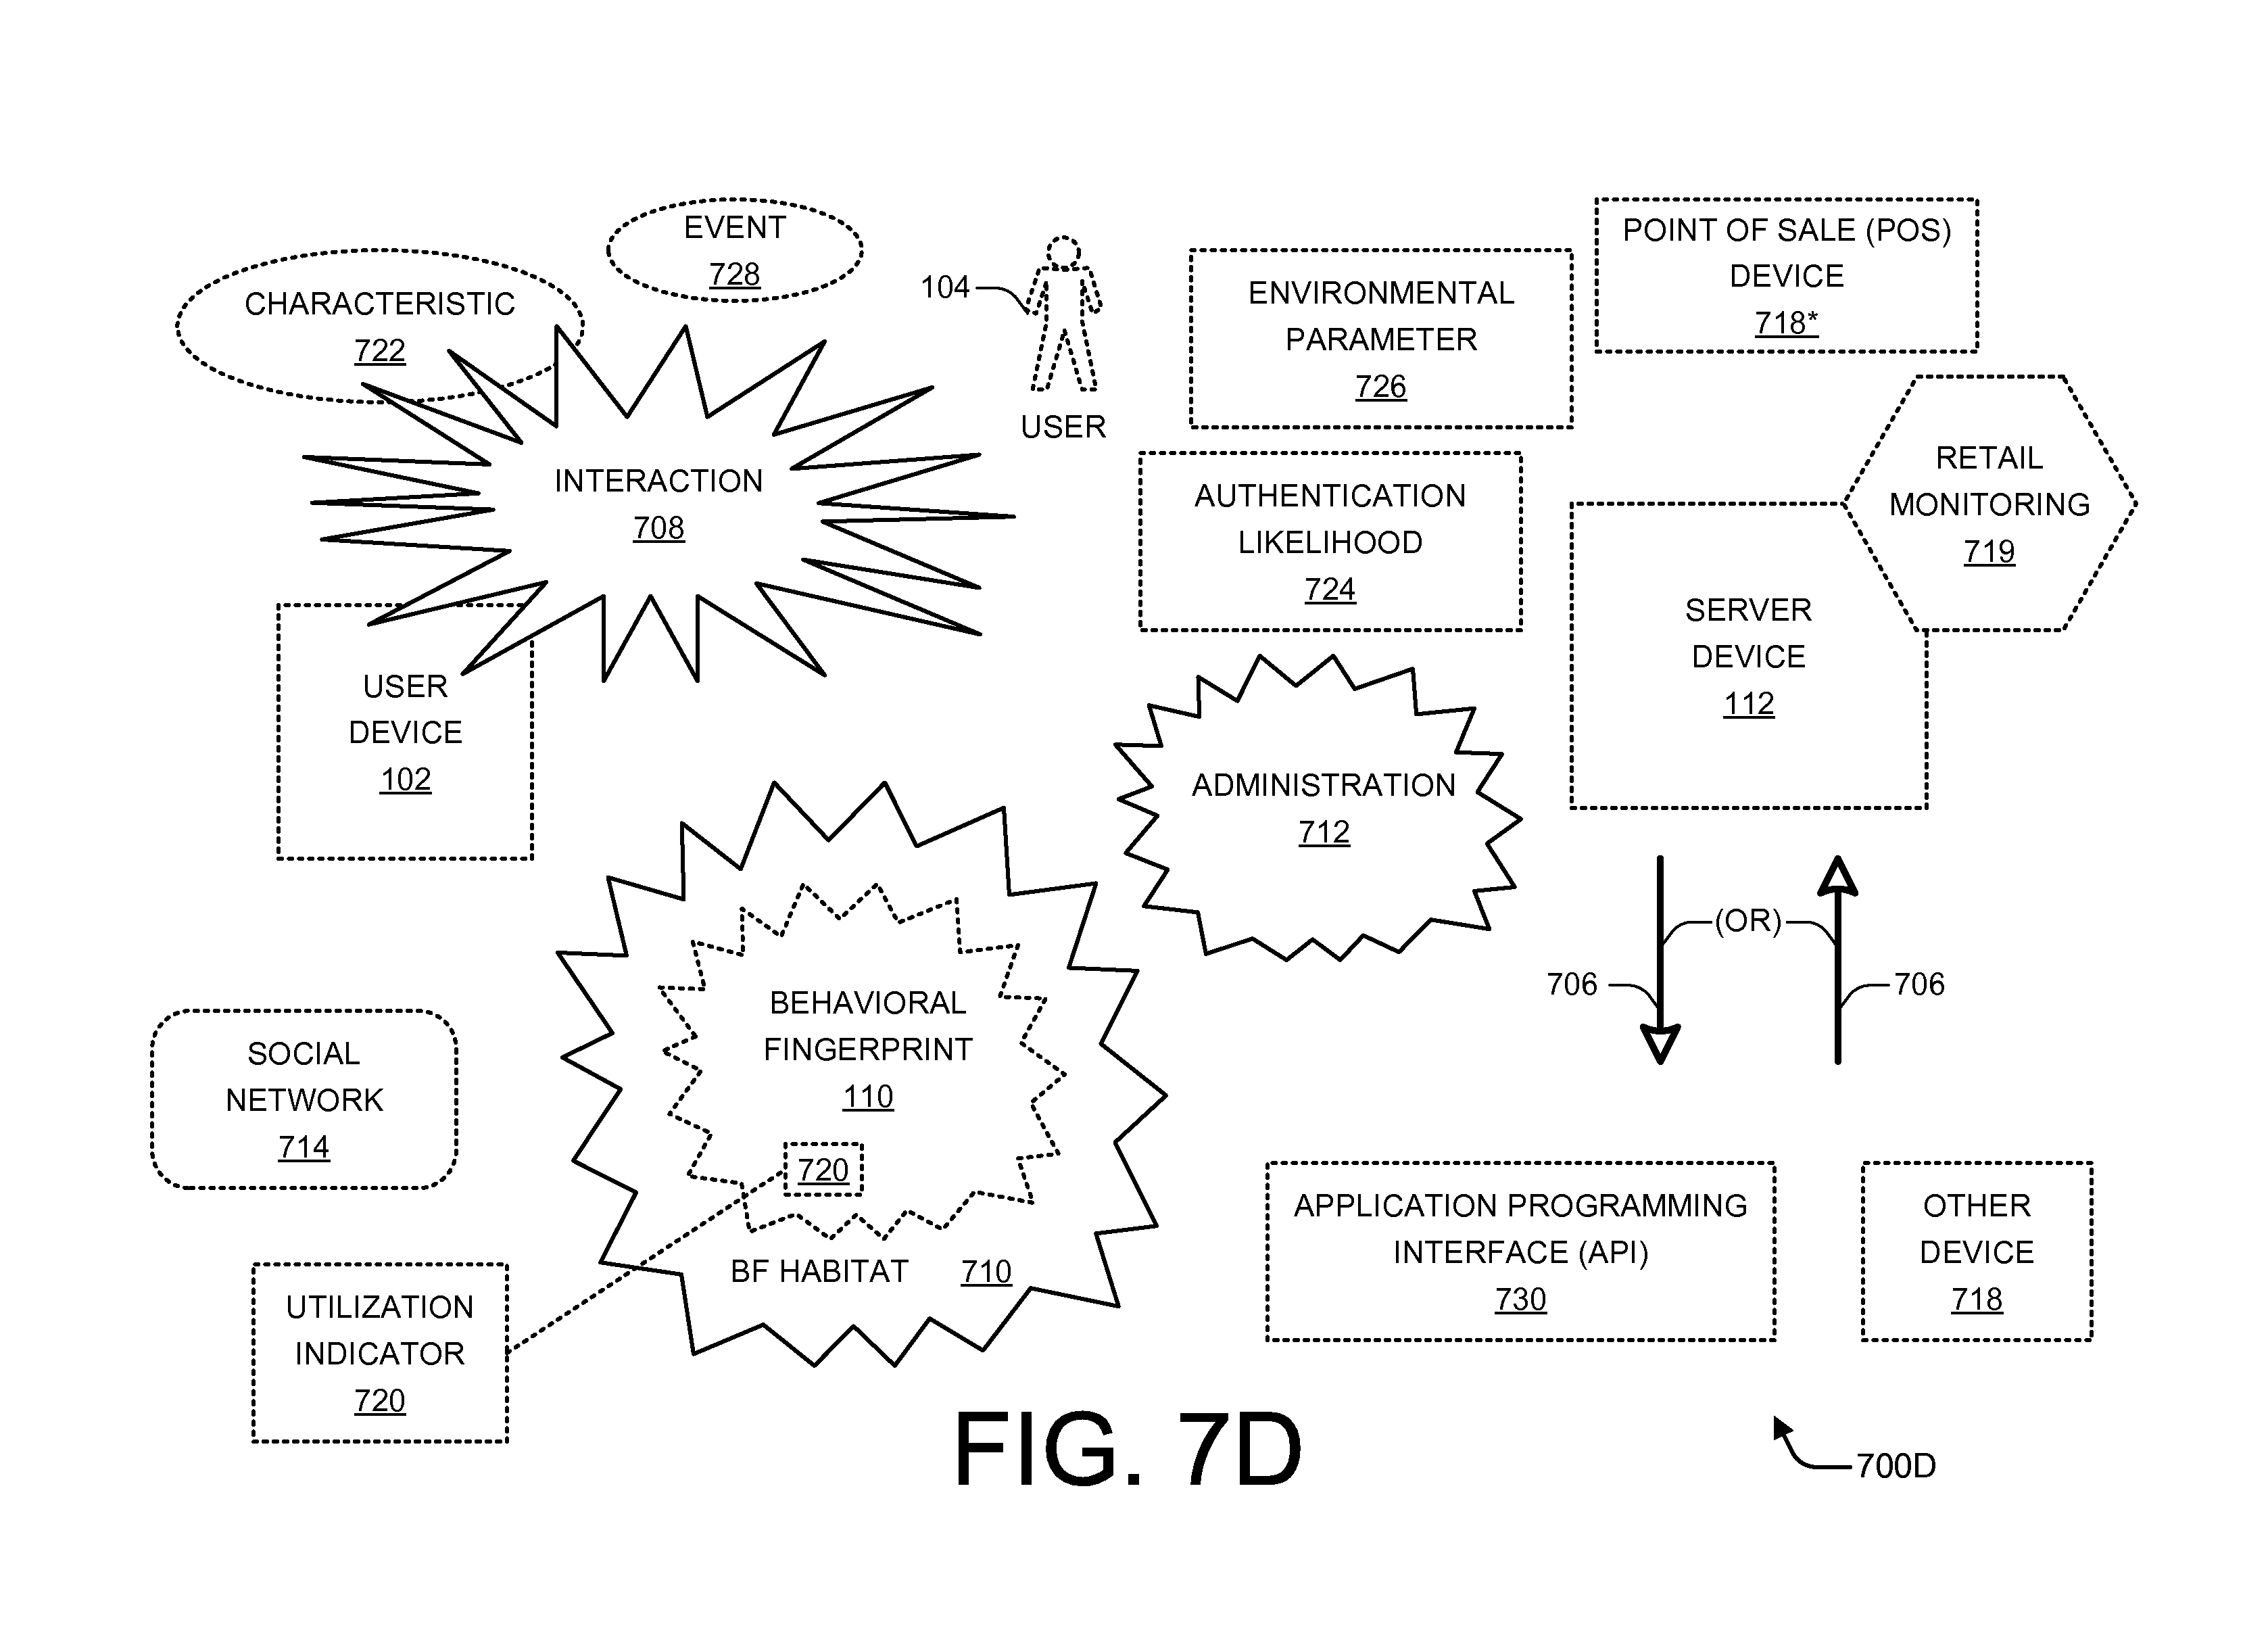 EVENT
728
CHARACTERISTIC
722
104
USER
ENVIRONMENTAL
PARAMETER
726
POINT OF SALE (POS)
DEVICE
718*
INTERACTION
708
AUTHENTICATION
LIKELIHOOD
724
RETAIL
MONITORING
719
SERVER
DEVICE
112
USER
DEVICE
102
ADMINISTRATION
712
(OR)
706
706
BEHAVIORAL
FINGERPRINT
110
720
BF HABITAT 710
SOCIAL
NETWORK
714
UTILIZATION
INDICATOR
720
APPLICATION PROGRAMMING
INTERFACE (API)
730
OTHER
DEVICE
718
FIG. 7D
700D